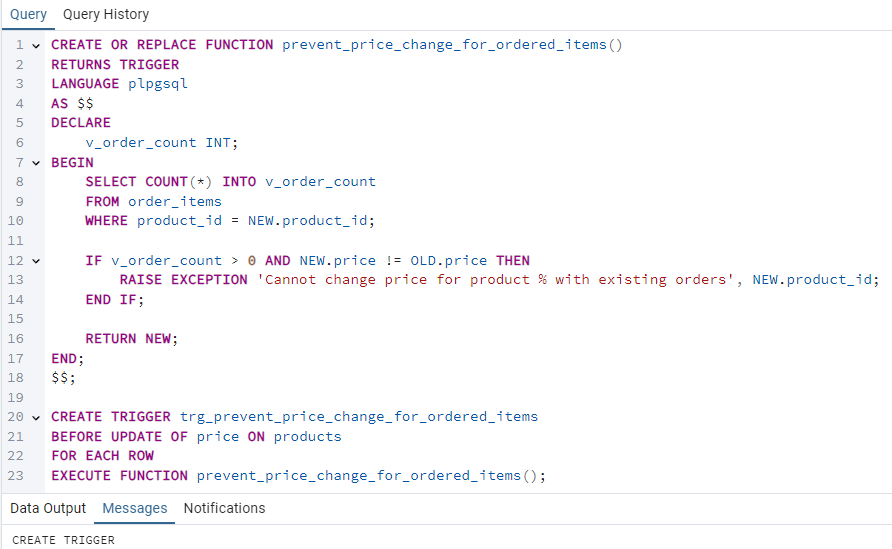 Query Query History
1 CREATE OR REPLACE FUNCTION prevent_price_change_for_ordered_items()
2 RETURNS TRIGGER
3 LANGUAGE plpgsql
4 AS $$
5 DECLARE
6 v_order_count INT;
7 BEGIN
8 SELECT COUNT(*) INTO v_order_count
9 FROM order_items
10 WHERE product_id = NEW.product_id;
11
12 IF v_order_count > 0 AND NEW.price != OLD.price THEN
13 RAISE EXCEPTION 'Cannot change price for product % with existing orders', NEW.product_id;
14 END IF;
15
16 RETURN NEW;
17 END;
18 $$;
19
20 CREATE TRIGGER trg_prevent_price_change_for_ordered_items
21 BEFORE UPDATE OF price ON products
22 FOR EACH ROW
23 EXECUTE FUNCTION prevent_price_change_for_ordered_items();
Data Output Messages Notifications
CREATE TRIGGER